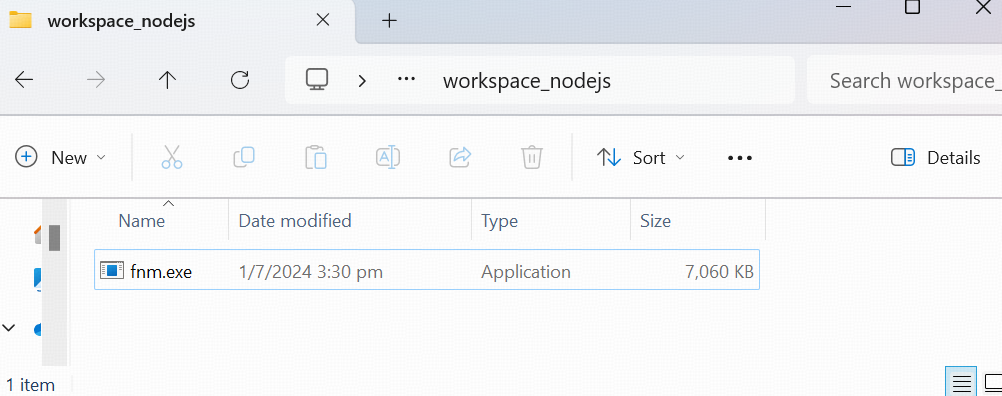 workspace_nodejs
workspace_nodejs Search workspace_
New Sort Details
Name Date modified Type Size
fnm.exe 1/7/2024 3:30 pm Application 7,060 KB
1 item